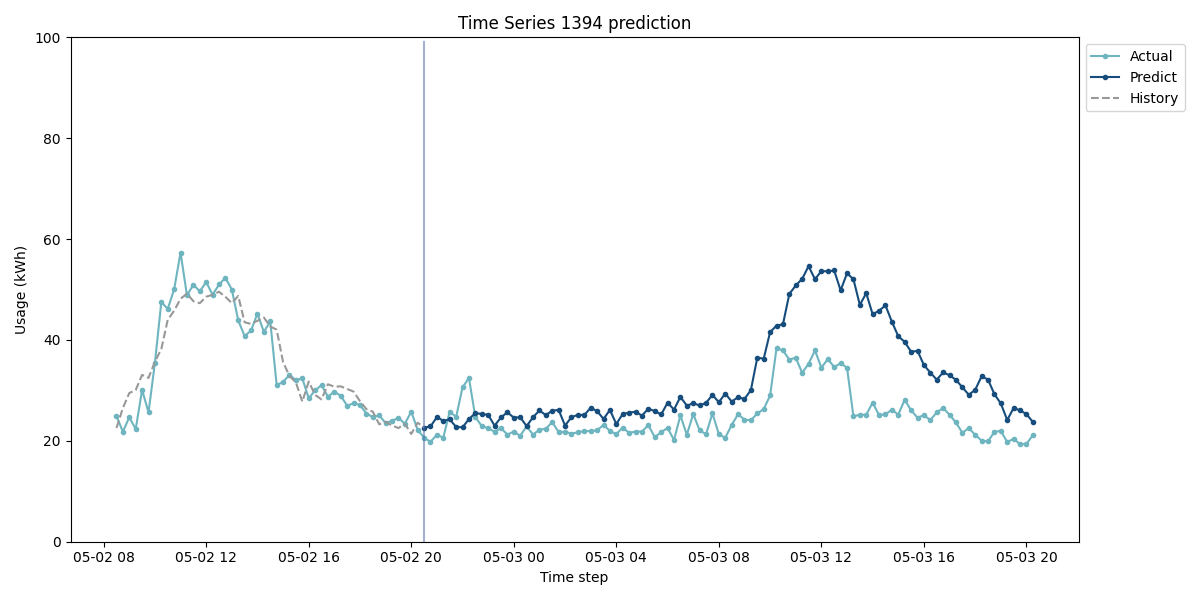 Time Series 1394 prediction
100
80
60
40
20
0
Usage (kWh)
05-02 08 05-02 12 05-02 16 05-02 20 05-03 00 05-03 04 05-03 08 05-03 12 05-03 16 05-03 20
Time step
Actual
Predict
History